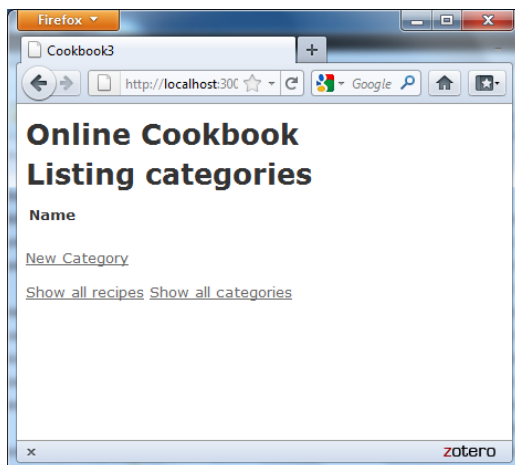 Firefox
Cookbook3
http://localhost:300 Google
Online Cookbook
Listing categories
Name
New Category
Show all recipes Show all categories
× zotero